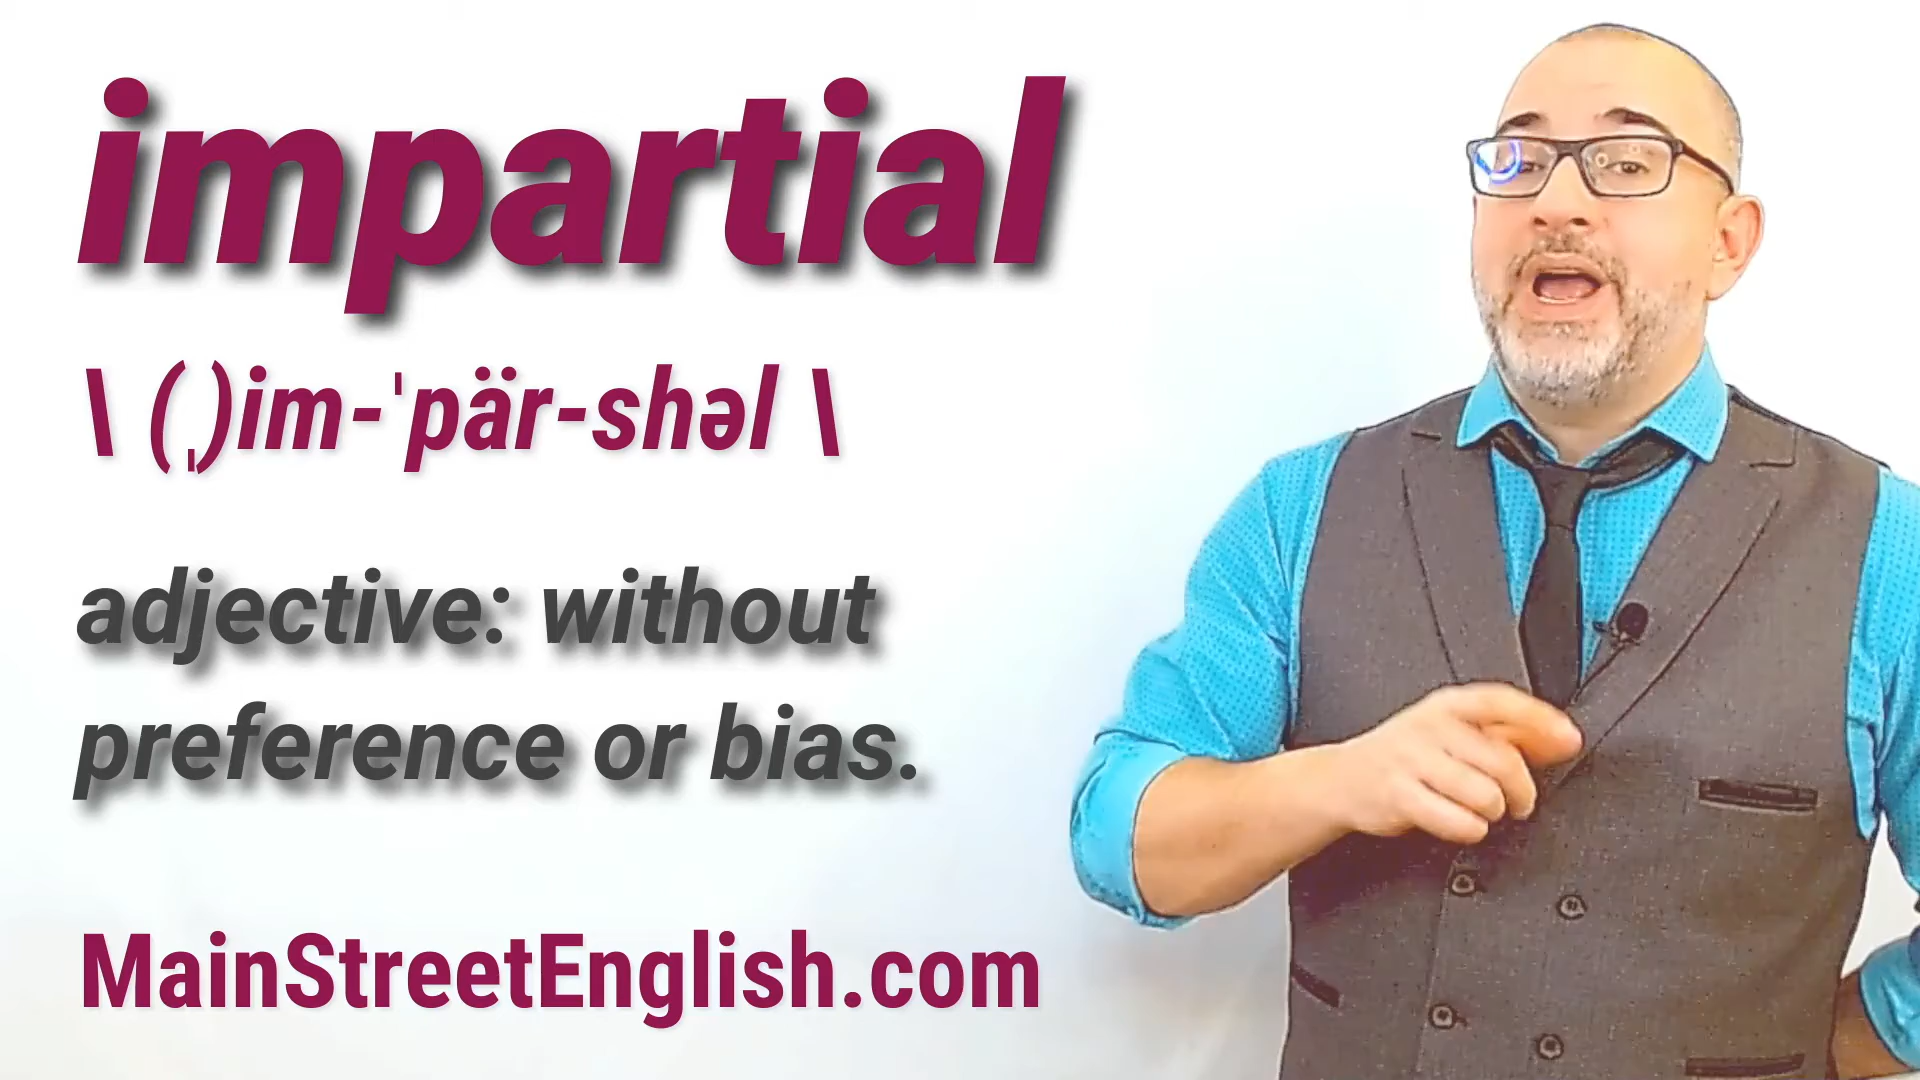 impartial
\ (ˌ)im-ˈpär-shəl \
adjective: without
preference or bias.
MainStreetEnglish.com